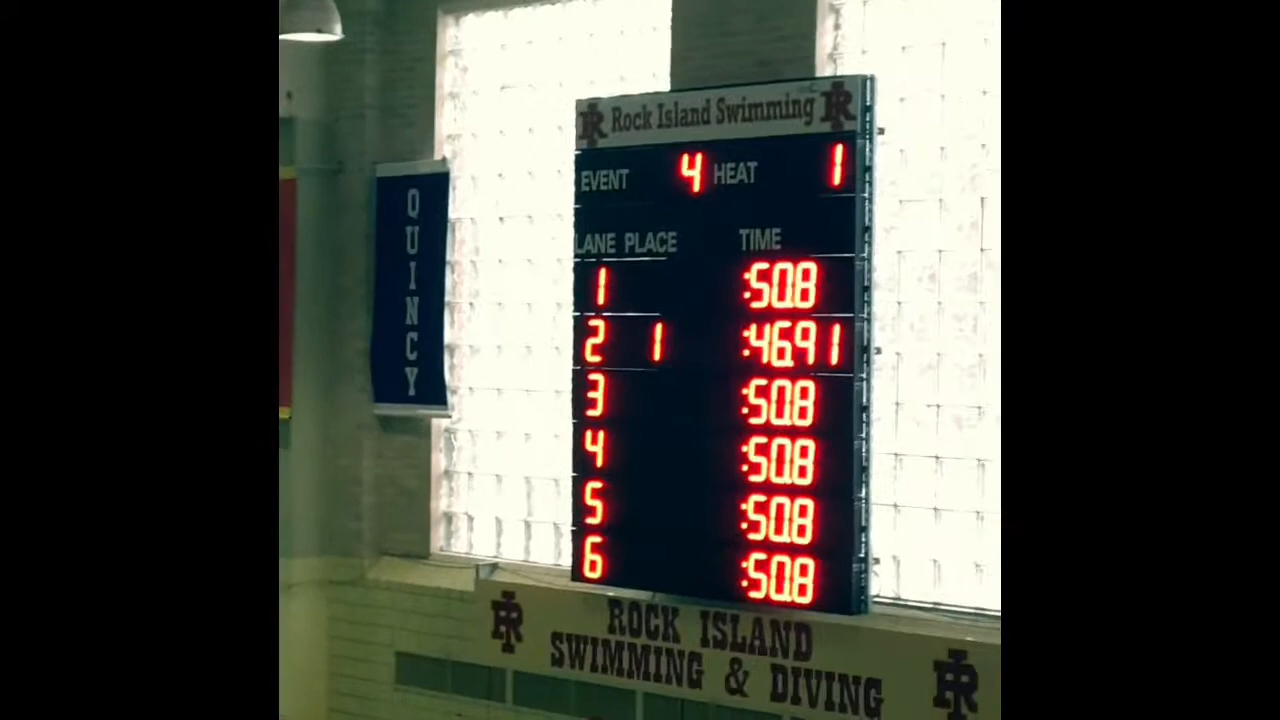 RI Rock Island Swimming RI
EVENT 4 HEAT 1
LANE PLACE TIME
1 :50.8
2 1 :46.91
3 :50.8
4 :50.8
5 :50.8
6 :50.8
QUINCY
RI ROCK ISLAND RI
SWIMMING & DIVING